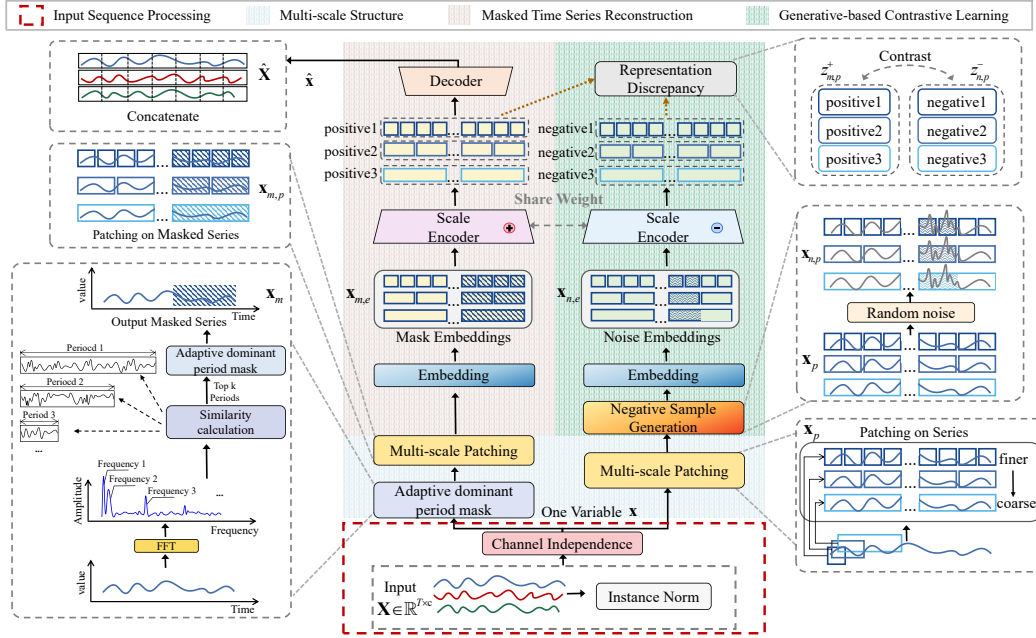 Input Sequence Processing
Multi-scale Structure
Masked Time Series Reconstruction
Generative-based Contrastive Learning
X̂
Concatenate
x̂
Decoder
Representation
Discrepancy
z⁺ₘ,ₚ
Contrast
z⁻ₙ,ₚ
positive1
negative1
positive2
negative2
positive3
negative3
positive1
...
negative1
...
positive2
...
negative2
...
positive3
...
negative3
...
...
...
...
xₘ,ₚ
Patching on Masked Series
Share Weight
Scale
Encoder
+
Scale
Encoder
−
xₘ,ₑ
...
...
...
Mask Embeddings
xₙ,ₑ
...
...
...
Noise Embeddings
...
...
...
xₙ,ₚ
Random noise
xₚ
...
...
...
value
xₘ
Time
Output Masked Series
Periocd 1
Periocd 2
Period 3
...
Adaptive dominant
period mask
Top k
Periods
Similarity
calculation
Frequency 1
Frequency 2
Frequency 3
...
Amplitude
Frequency
FFT
value
Time
Embedding
Embedding
Negative Sample
Generation
Multi-scale Patching
Multi-scale Patching
Adaptive dominant
period mask
One Variable x
Channel Independence
Input
X∈ℝᵀˣᶜ
Instance Norm
xₚ
Patching on Series
...
finer
...
...
coarse